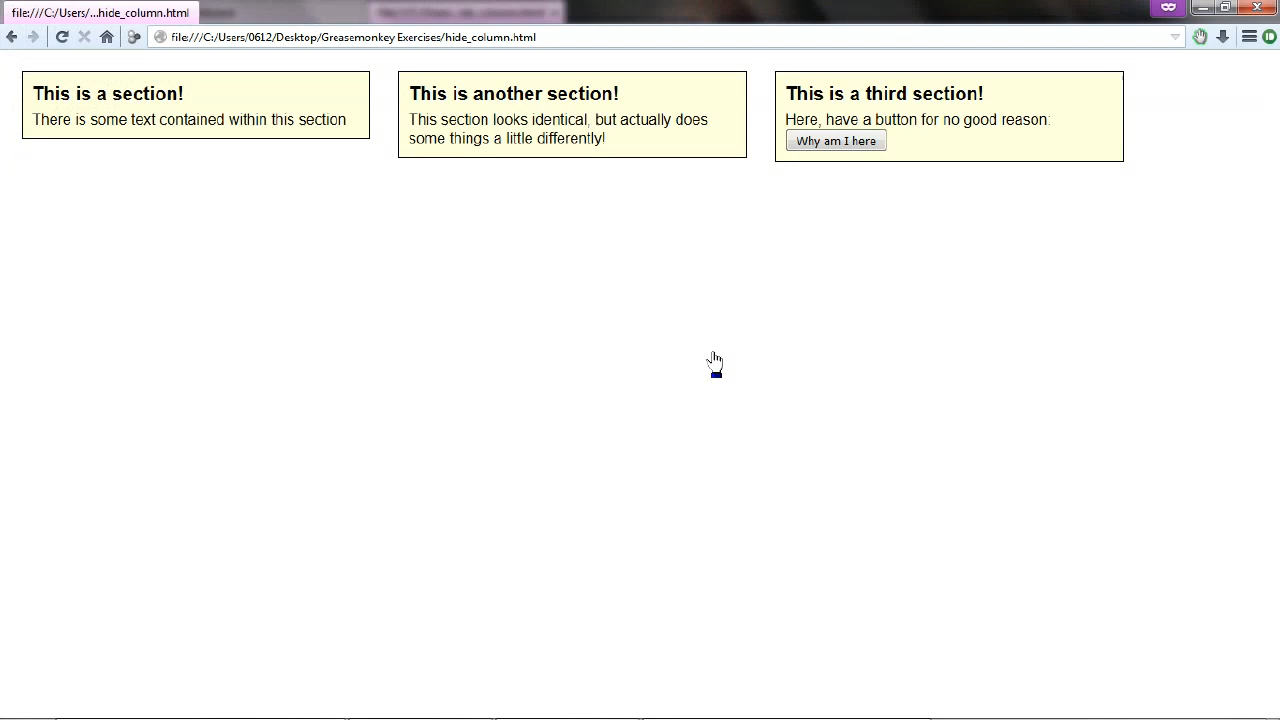 file:///C:/Users/...hide_column.html
file:///C:/Users/0612/Desktop/Greasemonkey Exercises/hide_column.html
This is a section!
There is some text contained within this section
This is another section!
This section looks identical, but actually does
some things a little differently!
This is a third section!
Here, have a button for no good reason:
Why am I here